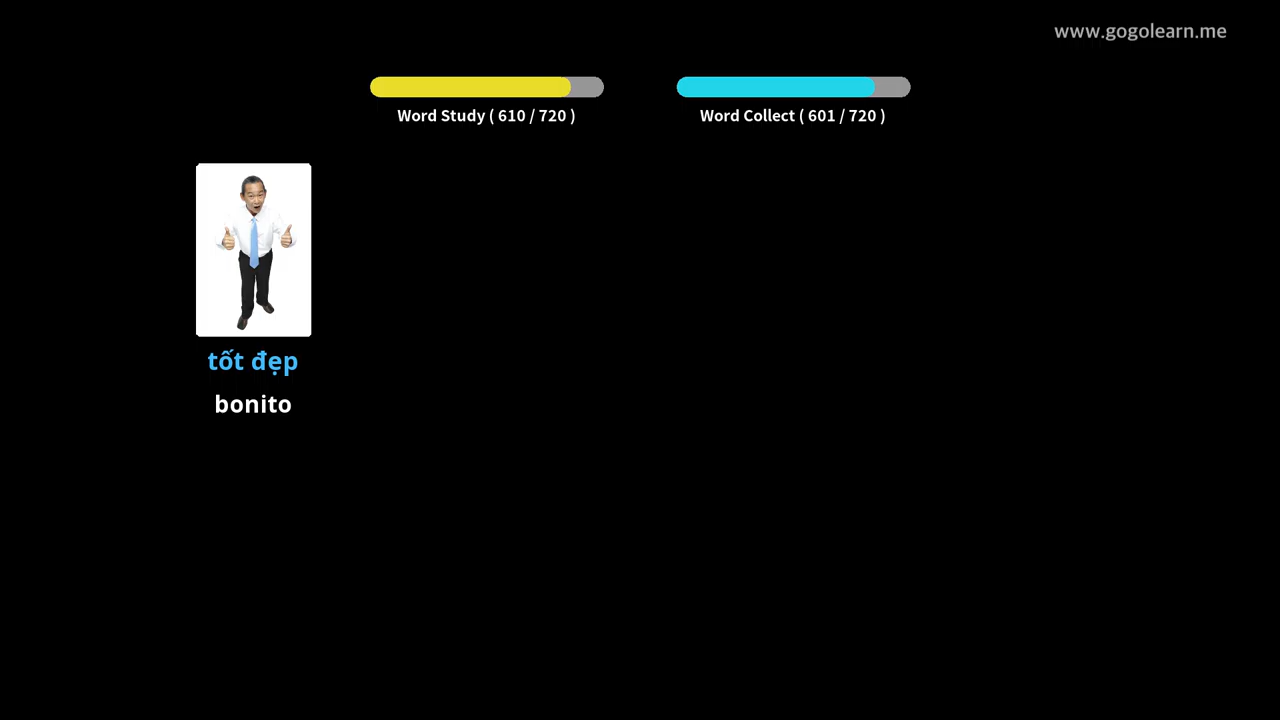 www.gogolearn.me
Word Study ( 610 / 720 )
Word Collect ( 601 / 720 )
tốt đẹp
bonito